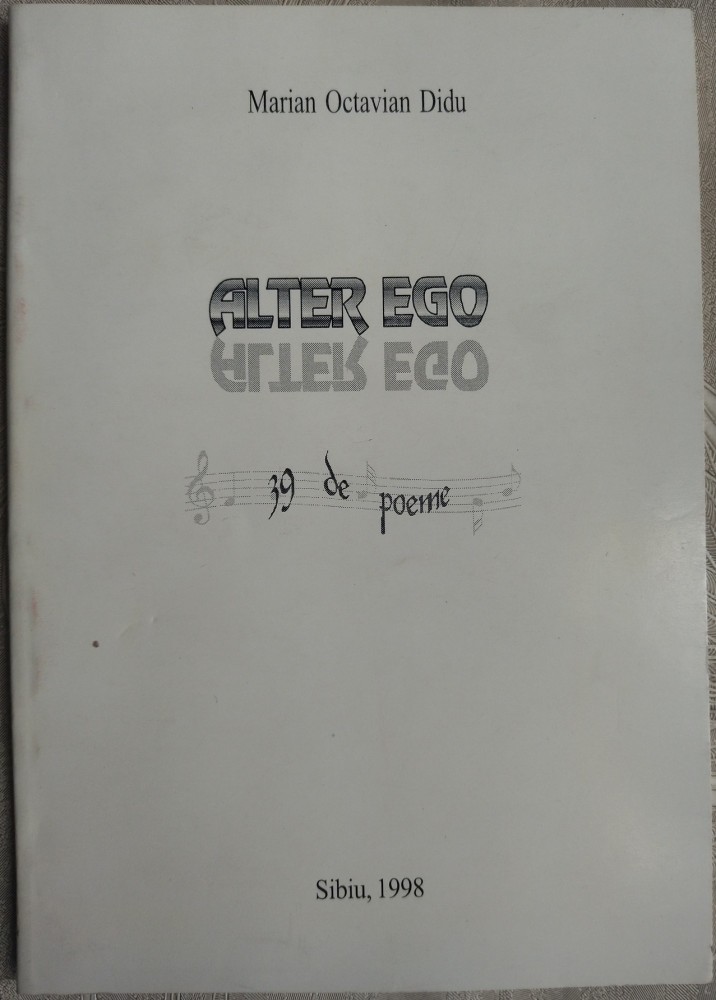 Marian Octavian Didu
ALTER EGO
ALTER EGO
39 de poeme
Sibiu, 1998